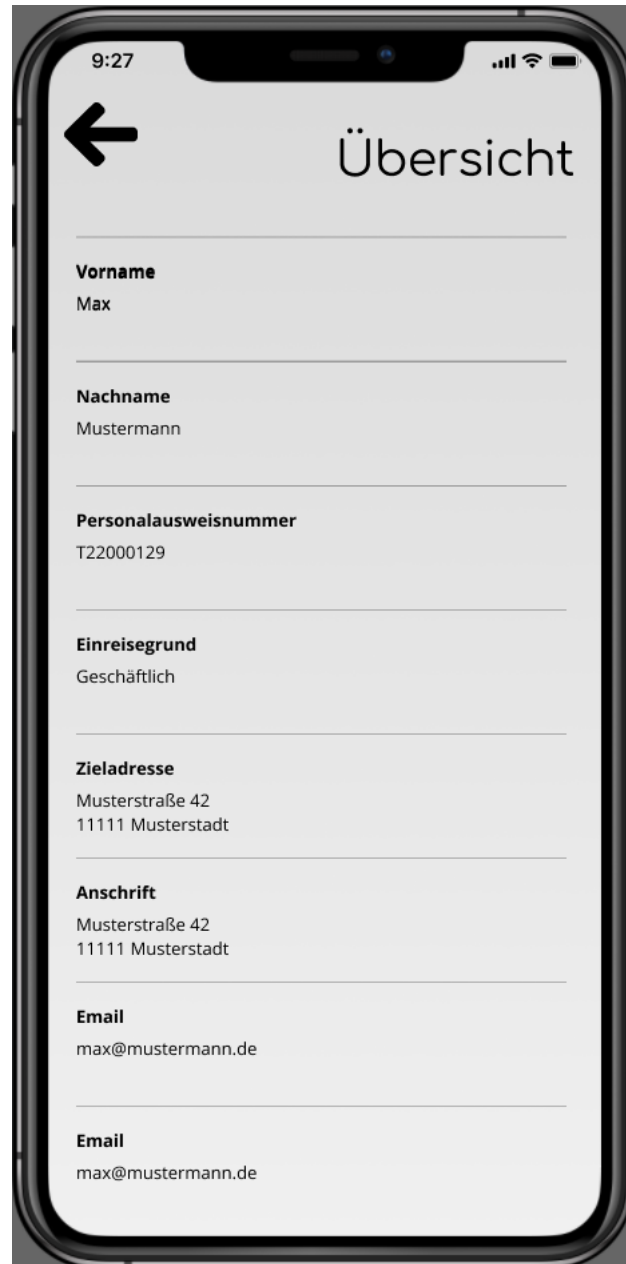 9:27
Übersicht
Vorname
Max
Nachname
Mustermann
Personalausweisnummer
T22000129
Einreisegrund
Geschäftlich
Zieladresse
Musterstraße 42
11111 Musterstadt
Anschrift
Musterstraße 42
11111 Musterstadt
Email
max@mustermann.de
Email
max@mustermann.de